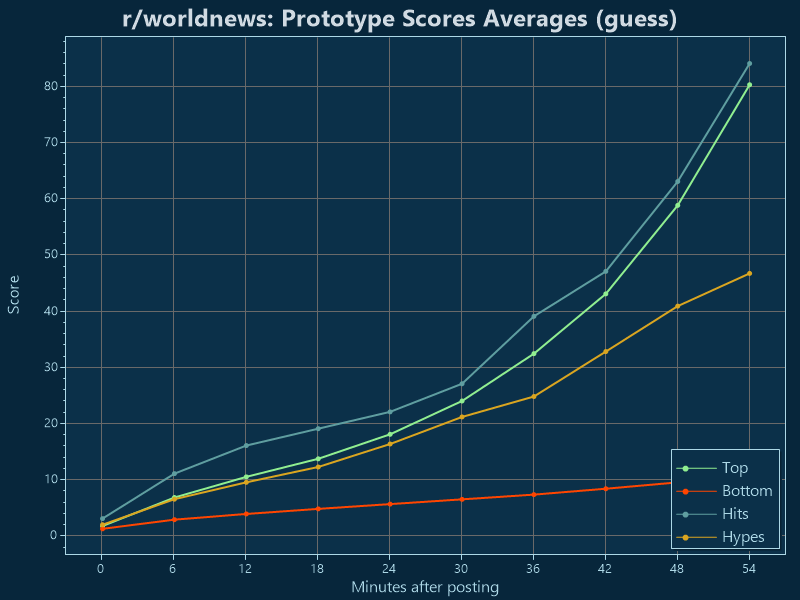 r/worldnews: Prototype Scores Averages (guess)
80
70
60
50
40
30
20
10
0
Score
0 6 12 18 24 30 36 42 48 54
Minutes after posting
Top
Bottom
Hits
Hypes